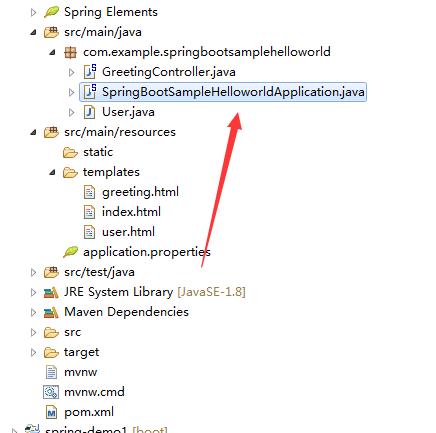 Spring Elements
src/main/java
com.example.springbootsamplehelloworld
GreetingController.java
SpringBootSampleHelloworldApplication.java
User.java
src/main/resources
static
templates
greeting.html
index.html
user.html
application.properties
src/test/java
JRE System Library [JavaSE-1.8]
Maven Dependencies
src
target
mvnw
mvnw.cmd
pom.xml
spring-demo1 [boot]